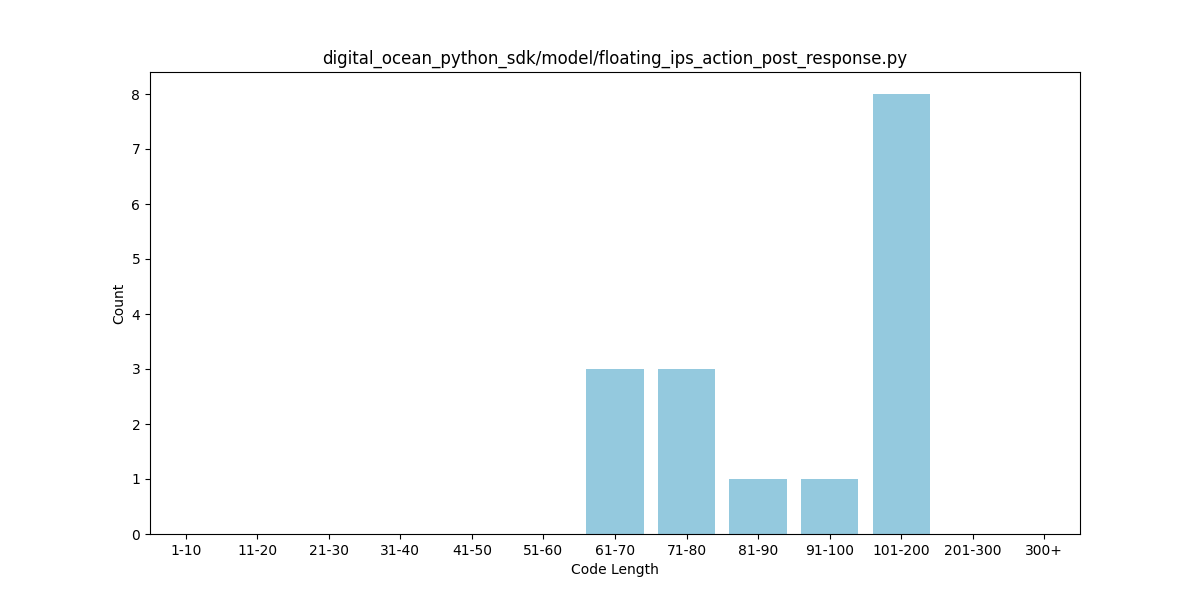 digital_ocean_python_sdk/model/floating_ips_action_post_response.py
Count
8
7
6
5
4
3
2
1
0
1-10 11-20 21-30 31-40 41-50 51-60 61-70 71-80 81-90 91-100 101-200 201-300 300+
Code Length